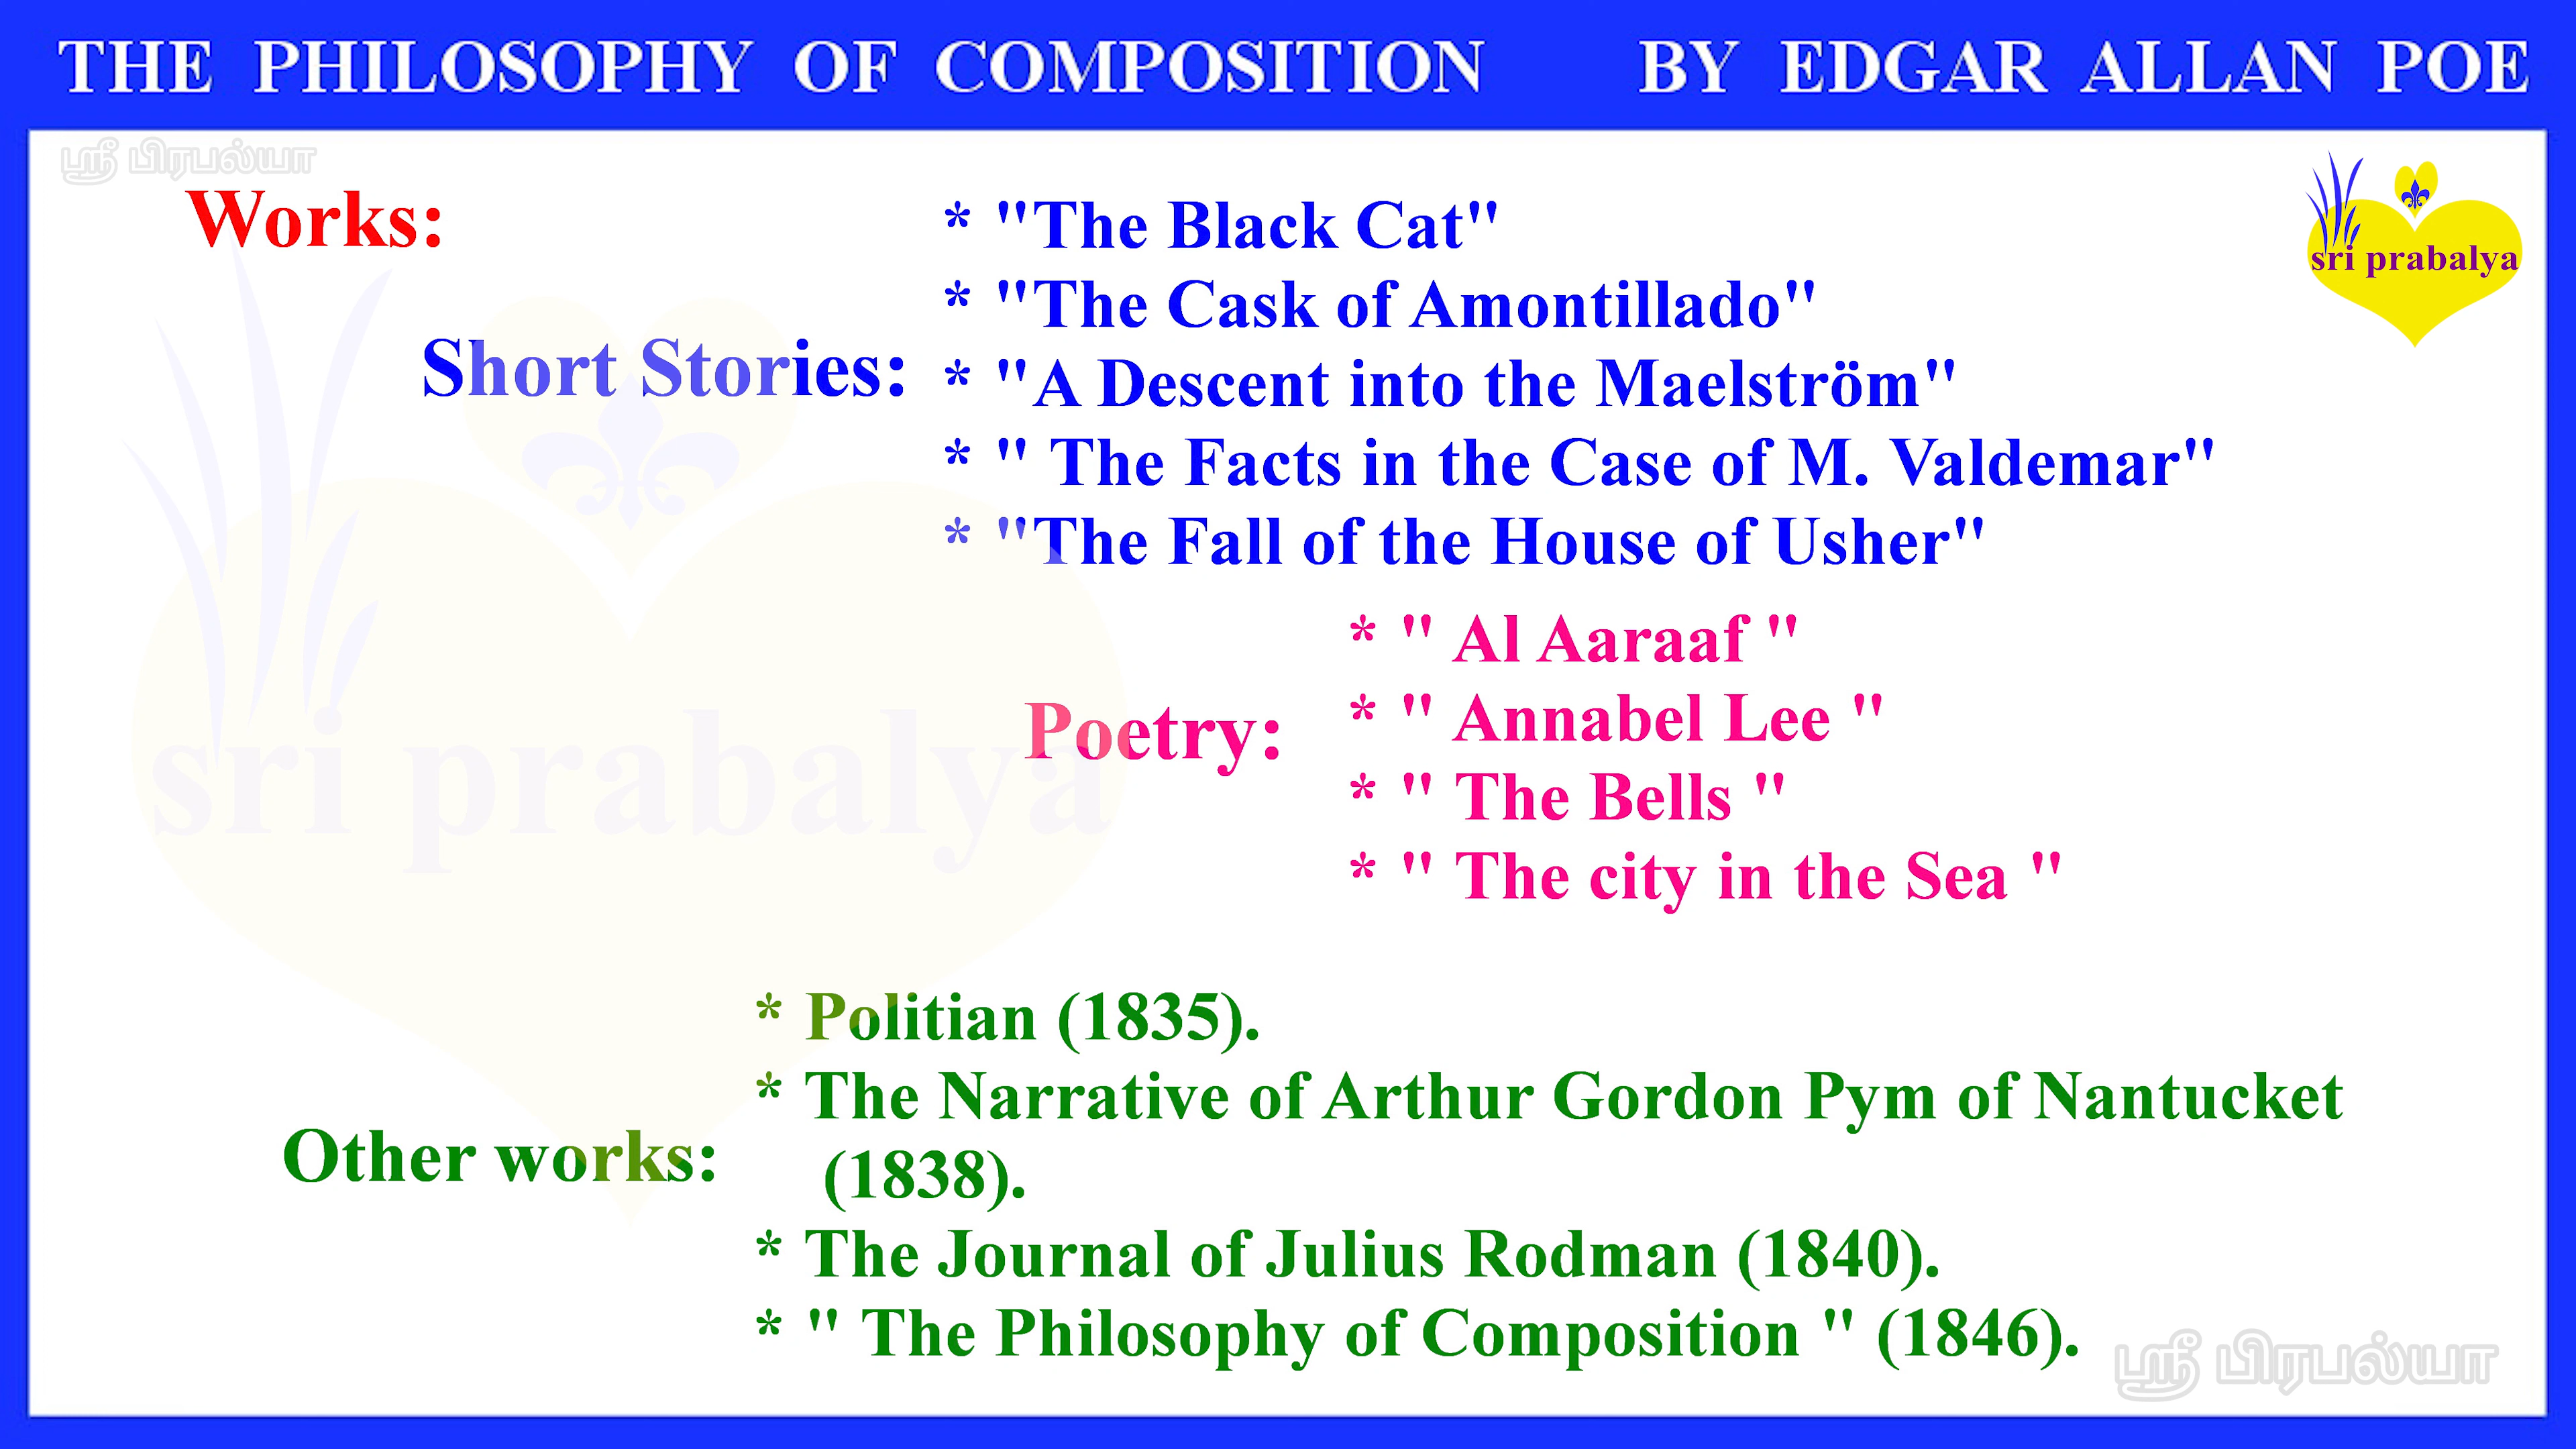 THE PHILOSOPHY OF COMPOSITION BY EDGAR ALLAN POE
ஸ்ரீ பிரபல்யா
Works:
sri prabalya
Short Stories:
* "The Black Cat"
* "The Cask of Amontillado"
* "A Descent into the Maelström"
* " The Facts in the Case of M. Valdemar"
* "The Fall of the House of Usher"
sri prabalya
Poetry:
* " Al Aaraaf "
* " Annabel Lee "
* " The Bells "
* " The city in the Sea "
Other works:
* Politian (1835).
* The Narrative of Arthur Gordon Pym of Nantucket
(1838).
* The Journal of Julius Rodman (1840).
* " The Philosophy of Composition " (1846).
ஸ்ரீ பிரபல்யா